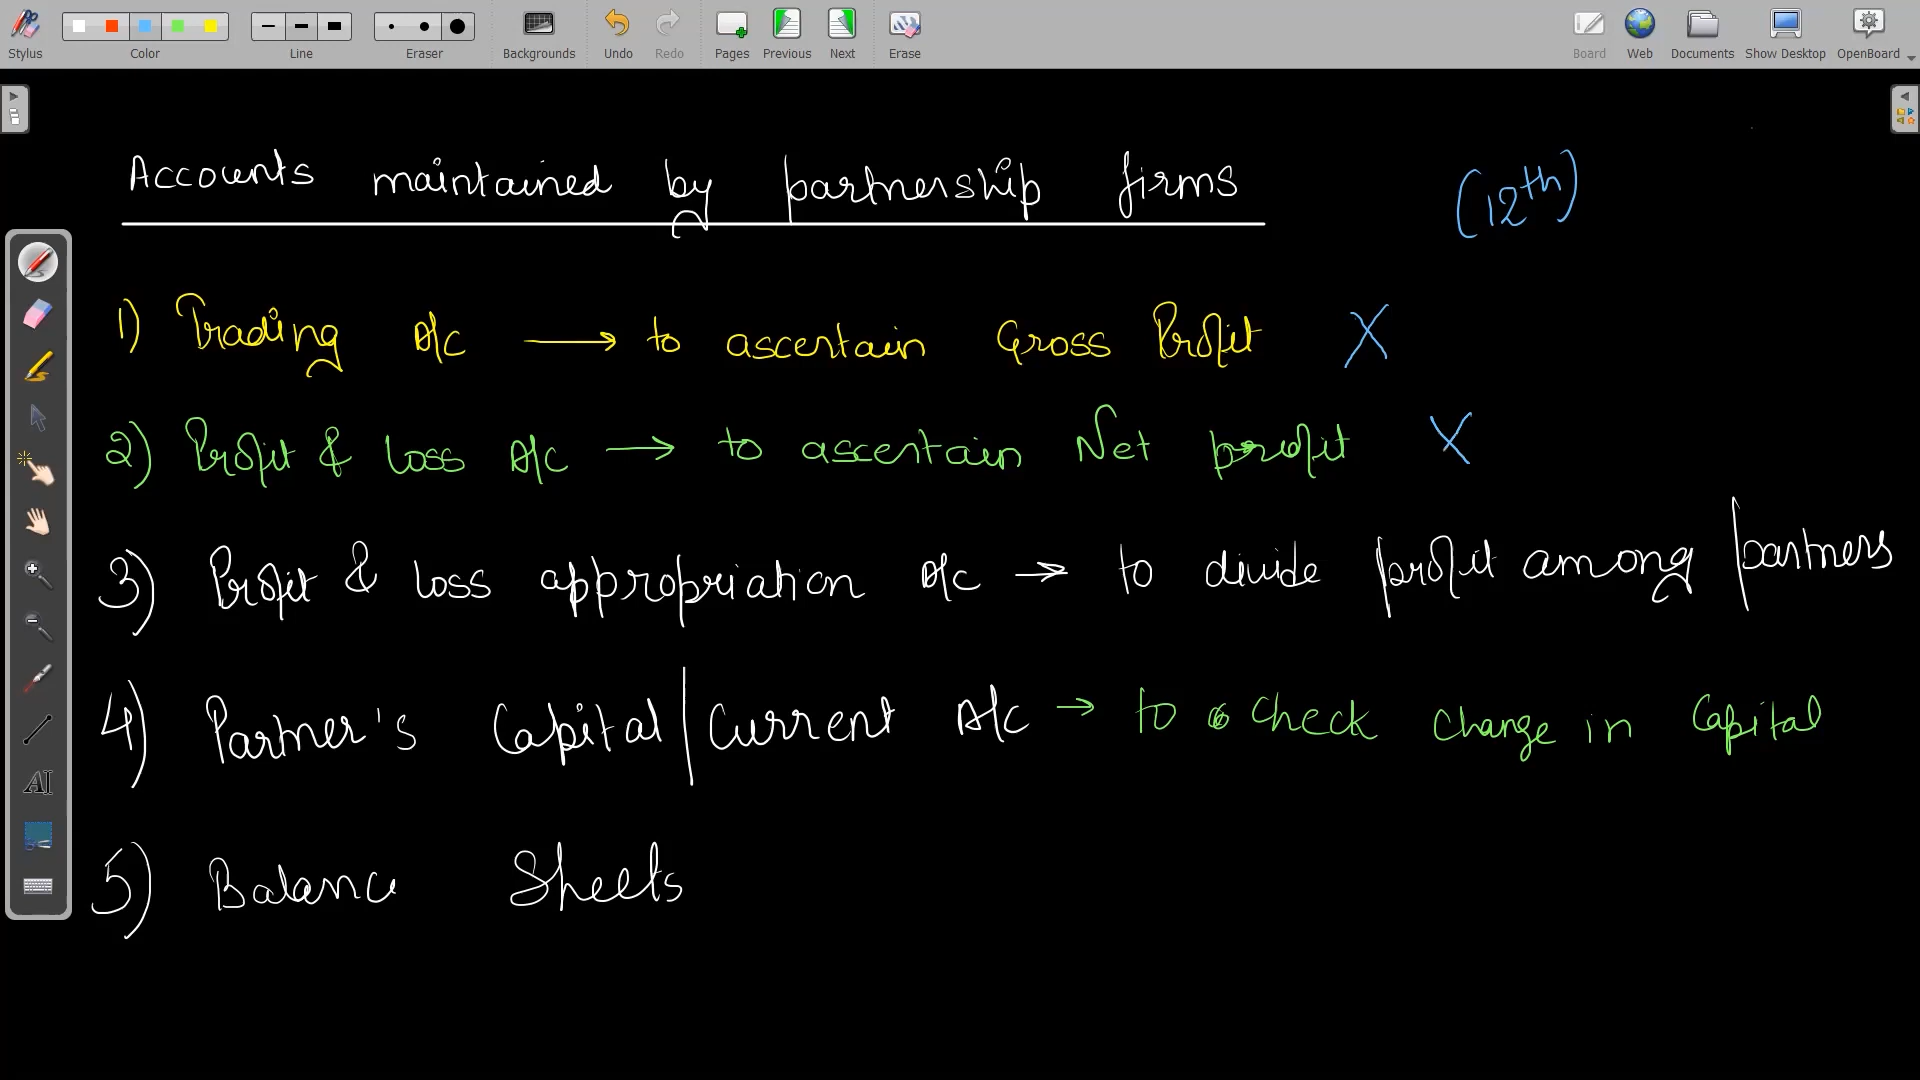 Stylus Color Line Eraser Backgrounds Undo Redo Pages Previous Next Erase Board Web Documents Show Desktop OpenBoard
Accounts maintained by partnership firms (12th)
1) Trading A/c → to ascertain Gross Profit X
2) Profit & Loss A/c → to ascertain Net profit X
3) Profit & Loss appropriation A/c → to divide profit among partners
4) Partner's Capital/Current A/c → to check change in Capital
5) Balance Sheets
AI